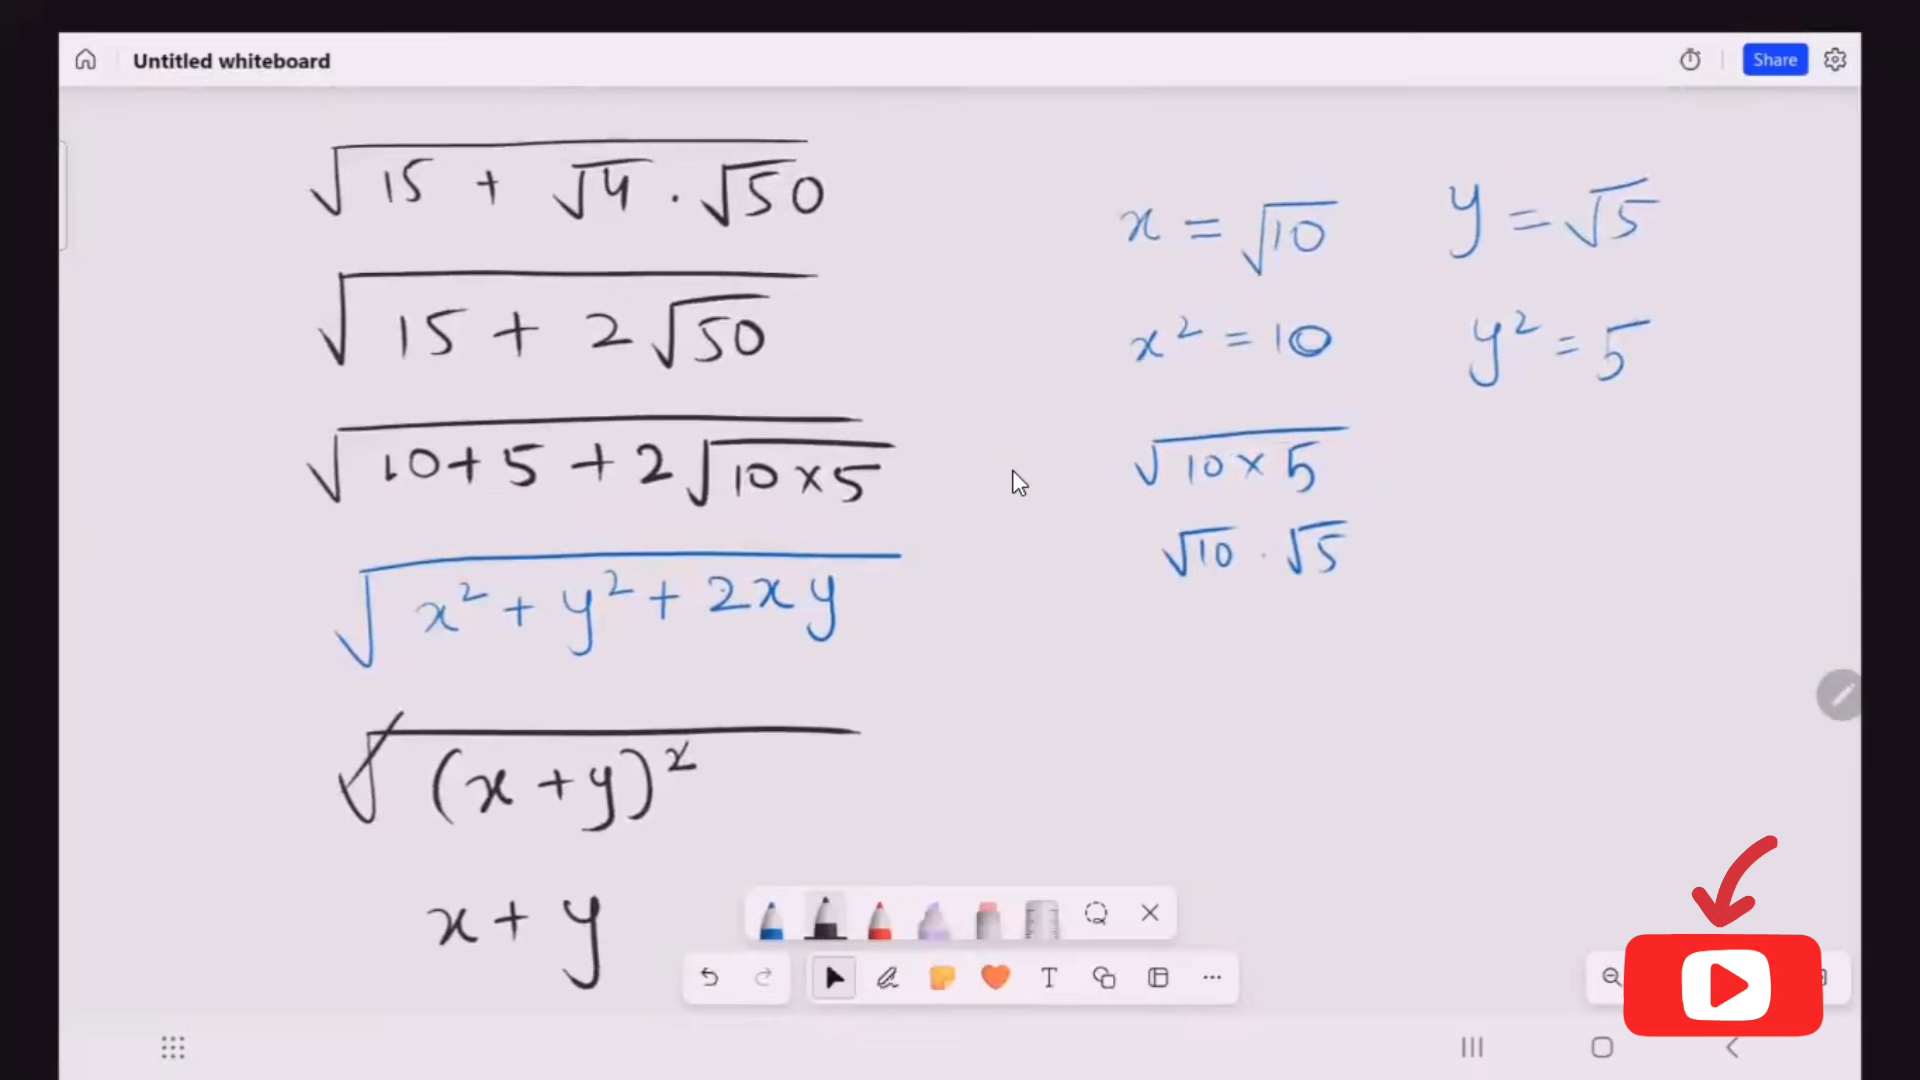 Untitled whiteboard
Share
√(15 + √4 · √50)
√(15 + 2√50)
√(10+5 + 2√(10×5))
√(x² + y² + 2xy)
√(x+y)²
x + y
x = √10 y = √5
x² = 10 y² = 5
√(10×5)
√10 · √5
T